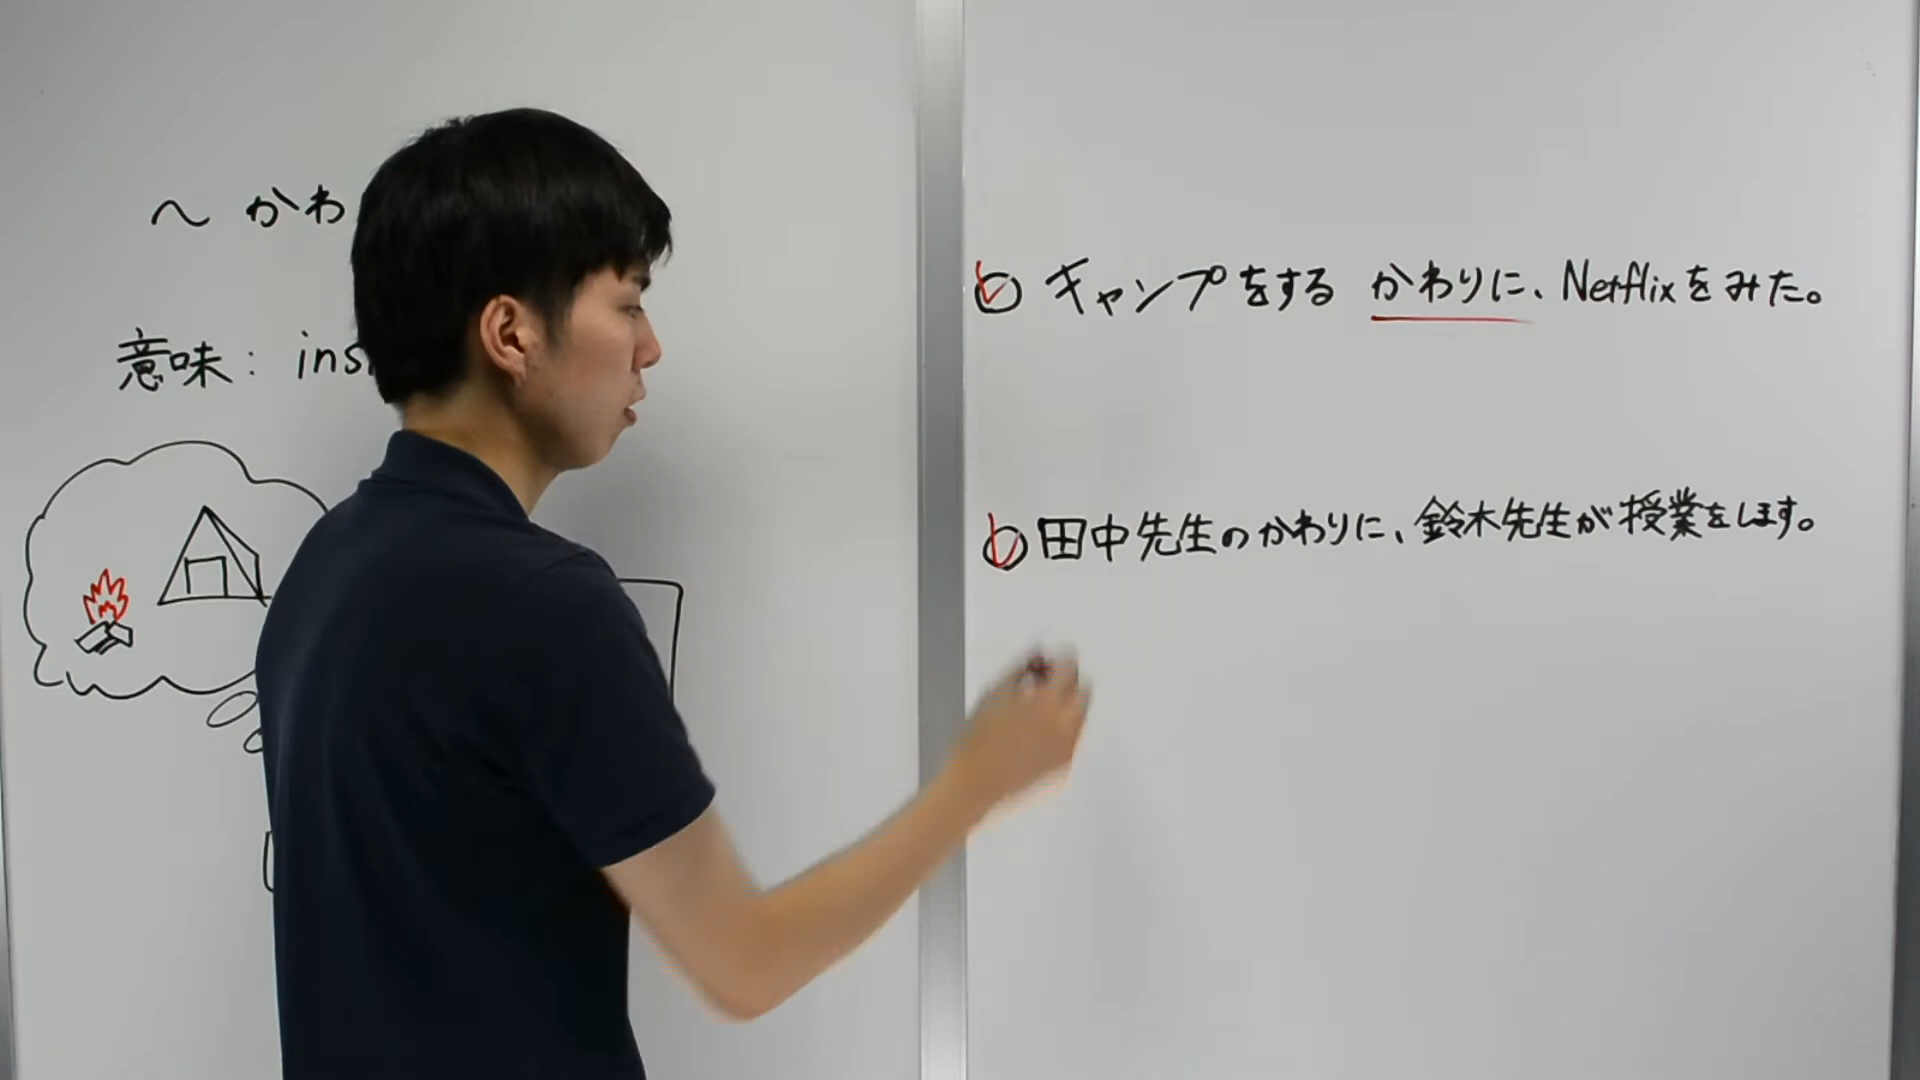 ～かわ
意味: ins
キャンプをする かわりに、Netflixをみた。
田中先生のかわりに、鈴木先生が授業をします。